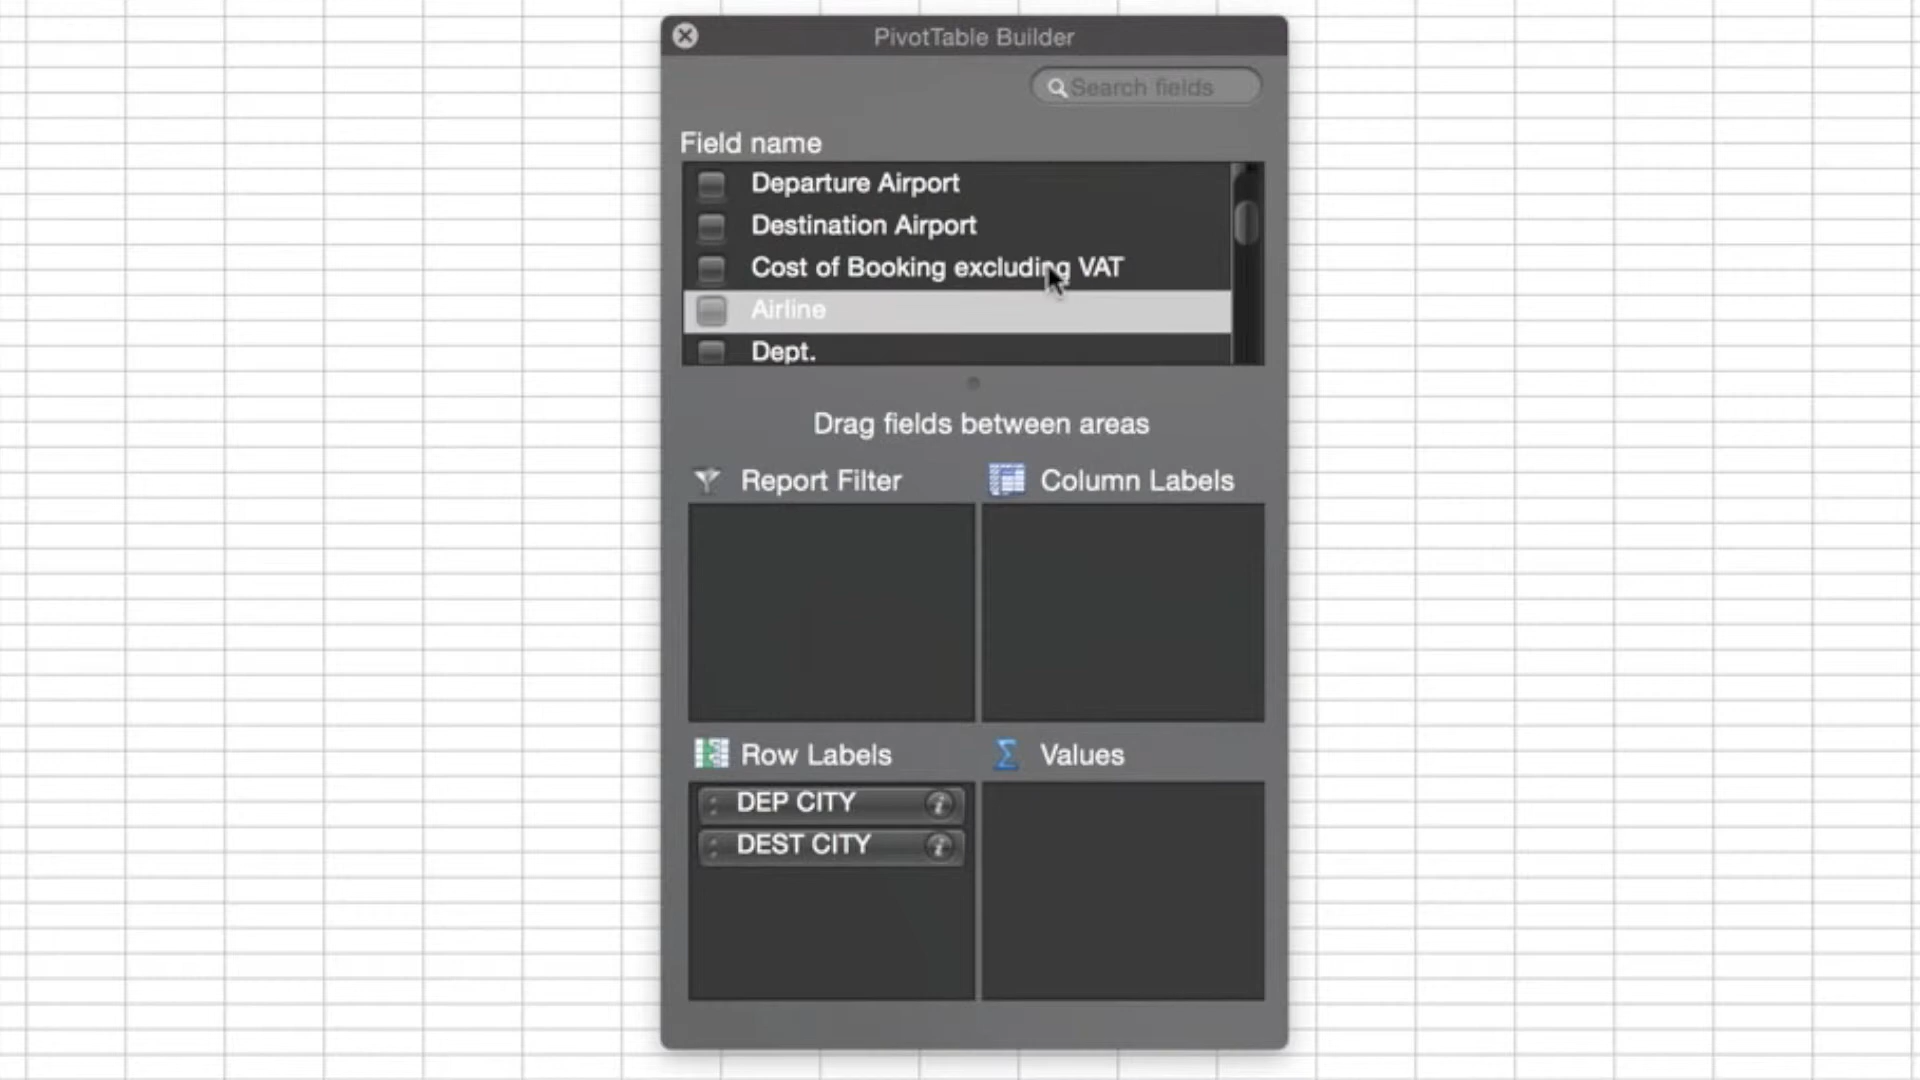 PivotTable Builder
Search fields
Field name
Departure Airport
Destination Airport
Cost of Booking excluding VAT
Airline
Dept.
Drag fields between areas
Report Filter
Column Labels
Row Labels
Values
DEP CITY
DEST CITY